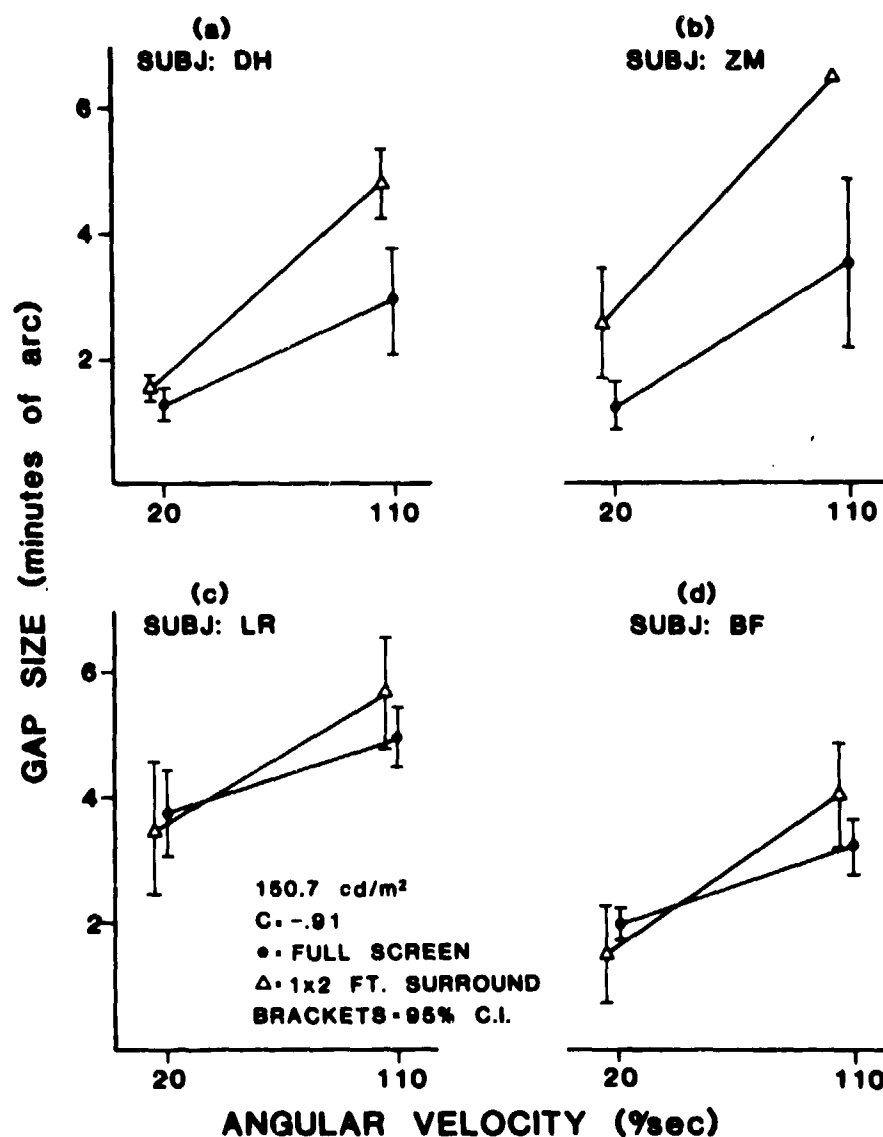 (a)
SUBJ: DH
(b)
SUBJ: ZM
6
4
2
20
110
20
110
GAP SIZE (minutes of arc)
(c)
SUBJ: LR
(d)
SUBJ: BF
6
4
2
150.7 cd/m²
C=-.91
●=FULL SCREEN
△=1x2 FT. SURROUND
BRACKETS=95% C.I.
20
110
20
110
ANGULAR VELOCITY (°/sec)